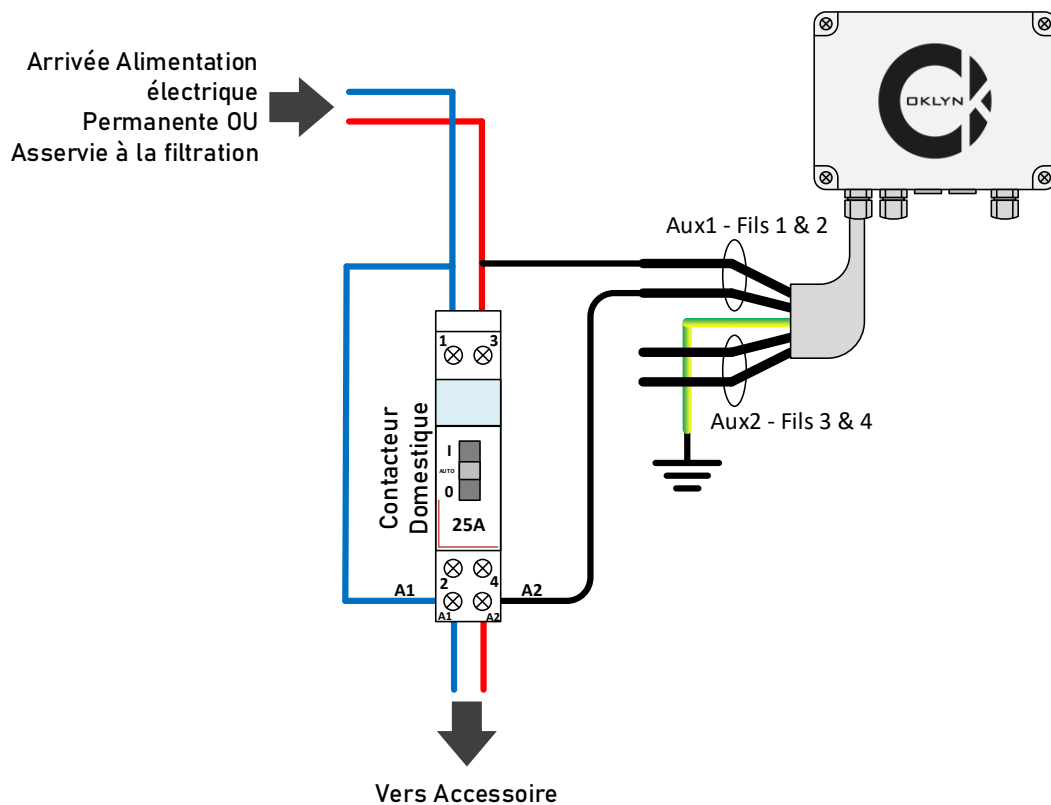 Arrivée Alimentation
électrique
Permanente OU
Asservie à la filtration
OKLYN
Aux1 - Fils 1 & 2
Aux2 - Fils 3 & 4
Contacteur
Domestique
1
3
I
AUTO
0
25A
2
4
A1
A2
A1
A2
Vers Accessoire